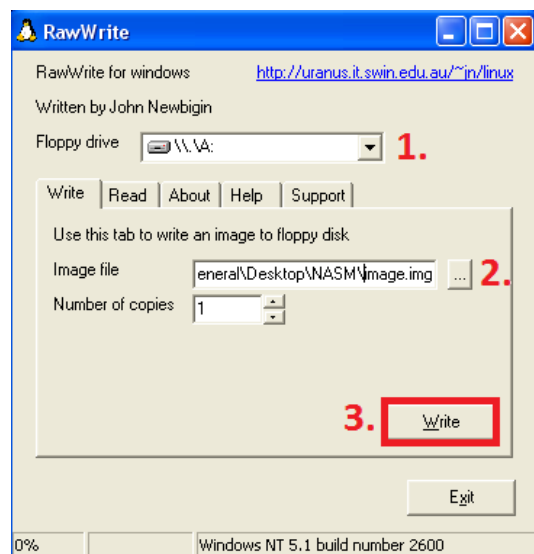 RawWrite
RawWrite for windows http://uranus.it.swin.edu.au/~jn/linux
Written by John Newbigin
Floppy drive \\.\A: 1.
Write Read About Help Support
Use this tab to write an image to floppy disk
Image file eneral\Desktop\NASM\image.img ... 2.
Number of copies 1
3. Write
Exit
0% Windows NT 5.1 build number 2600